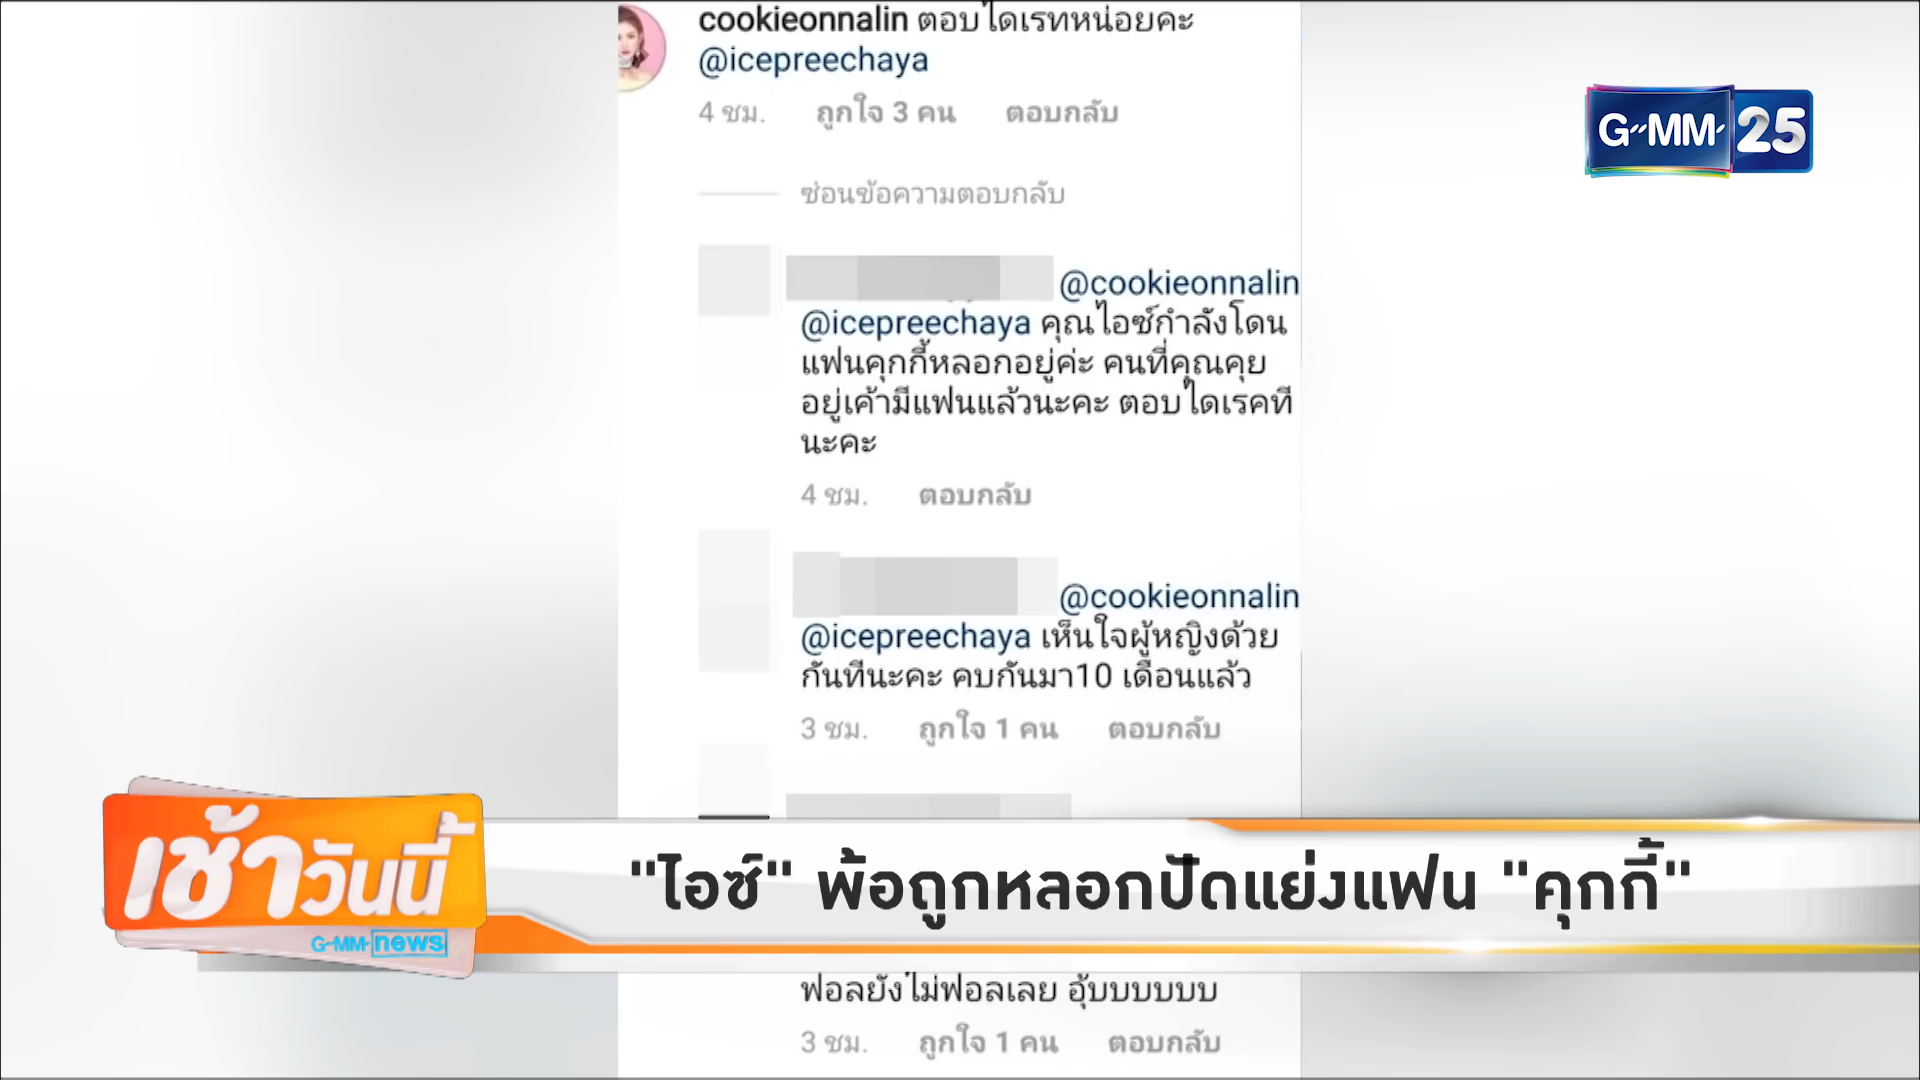 cookieonnalin ตอบไดเรทหน่อยคะ
@icepreechaya
4 ชม. ถูกใจ 3 คน ตอบกลับ
ซ่อนข้อความตอบกลับ
@cookieonnalin
@icepreechaya คุณไอซ์กำลังโดน
แฟนคุกกี้หลอกอยู่ค่ะ คนที่คุณคุย
อยู่เค้ามีแฟนแล้วนะคะ ตอบไดเรคที
นะคะ
4 ชม. ตอบกลับ
@cookieonnalin
@icepreechaya เห็นใจผู้หญิงด้วย
กันทีนะคะ คบกันมา10 เดือนแล้ว
3 ชม. ถูกใจ 1 คน ตอบกลับ
ฟอลยังไม่ฟอลเลย อุ้บบบบบบ
3 ชม. ถูกใจ 1 คน ตอบกลับ
G-MM 25
เช้าวันนี้
G-MM news
"ไอซ์" พ้อถูกหลอกปัดแย่งแฟน "คุกกี้"